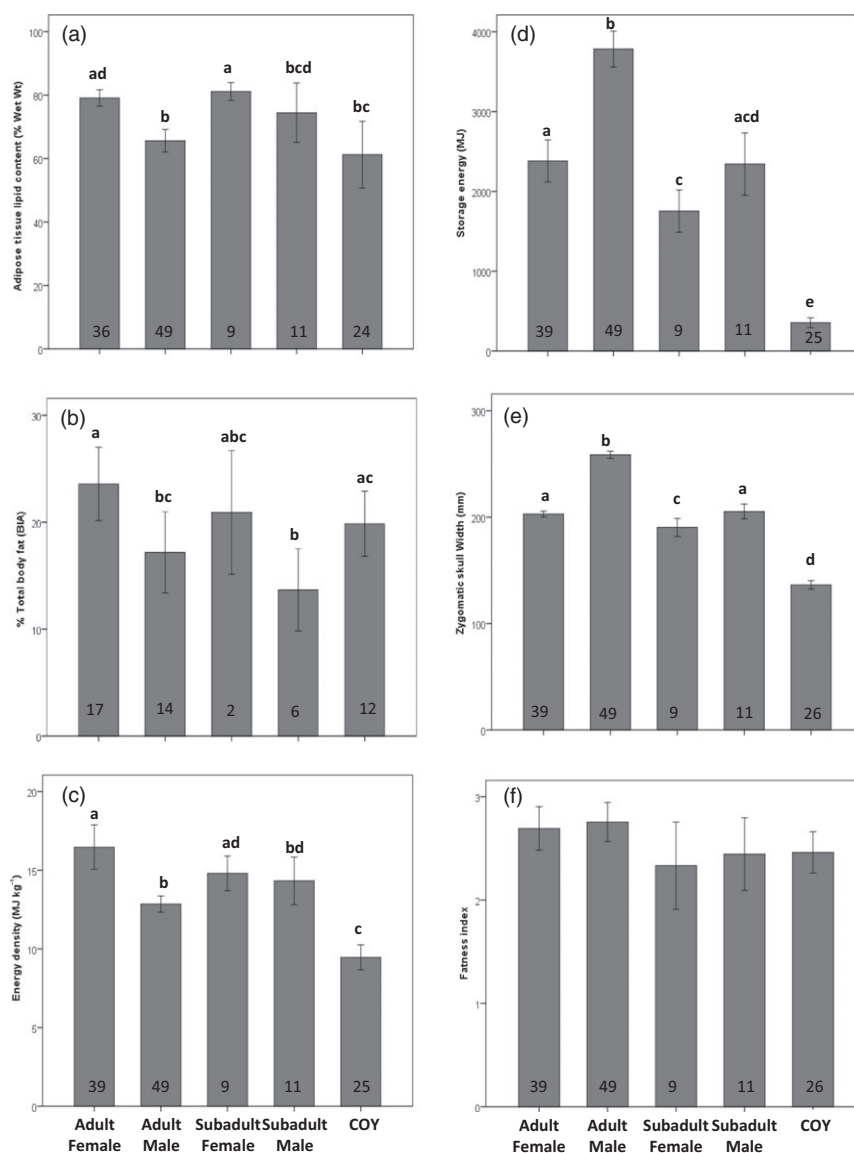 (a)
Adipose tissue lipid content (% Wet Wt)
100
80
60
40
20
0
ad
b
a
bcd
bc
36
49
9
11
24
(b)
% Total body fat (BIA)
30
20
10
0
a
bc
abc
b
ac
17
14
2
6
12
(c)
Energy density (MJ kg⁻¹)
20
15
10
5
0
a
b
ad
bd
c
39
49
9
11
25
Adult Female
Adult Male
Subadult Female
Subadult Male
COY
(d)
Storage energy (MJ)
4000
3000
2000
1000
0
a
b
c
acd
e
39
49
9
11
25
(e)
Zygomatic skull Width (mm)
300
200
100
0
a
b
c
a
d
39
49
9
11
26
(f)
Fatness index
3
2
1
0
39
49
9
11
26
Adult Female
Adult Male
Subadult Female
Subadult Male
COY